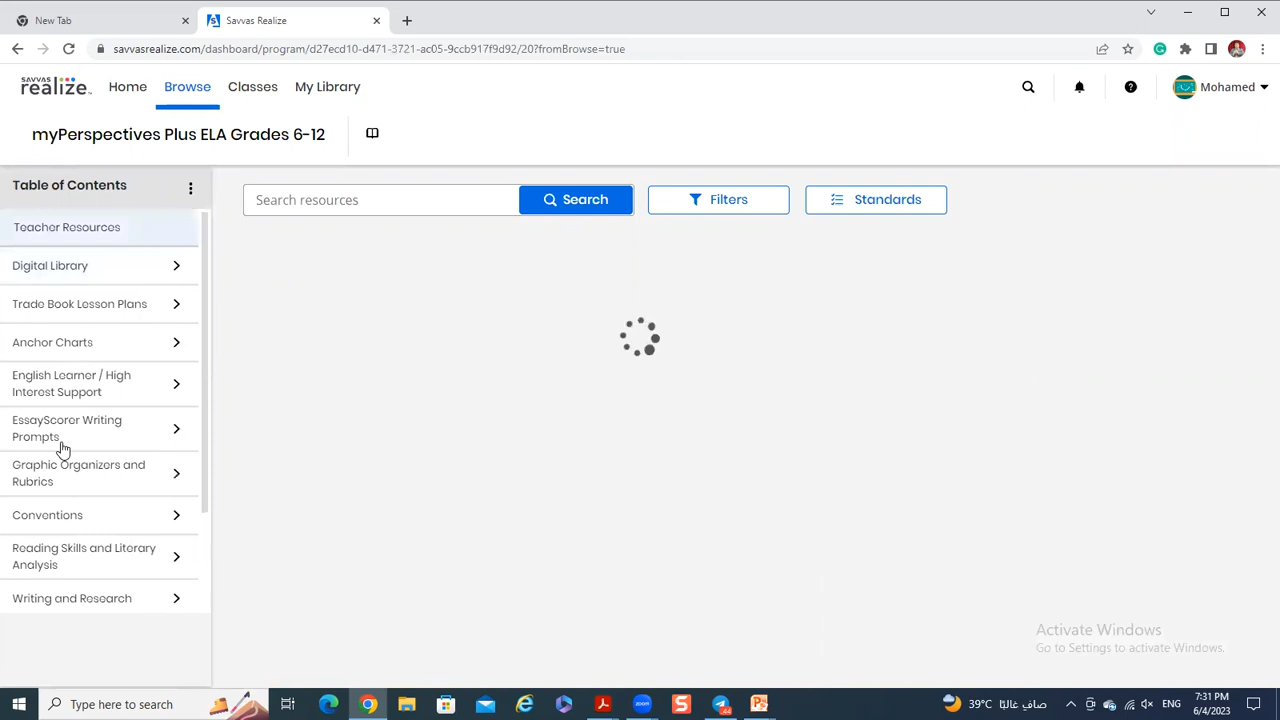 New Tab
Savvas Realize
savvasrealize.com/dashboard/program/d27ecd10-d471-3721-ac05-9ccb917f9d92/20?fromBrowse=true
SAVVAS
realize
Home
Browse
Classes
My Library
Mohamed
myPerspectives Plus ELA Grades 6-12
Table of Contents
Search resources
Search
Filters
Standards
Teacher Resources
Digital Library
Trade Book Lesson Plans
Anchor Charts
English Learner / High
Interest Support
EssayScorer Writing
Prompts
Graphic Organizers and
Rubrics
Conventions
Reading Skills and Literary
Analysis
Writing and Research
Activate Windows
Go to Settings to activate Windows.
Type here to search
44
39°C صافٍ غالبًا
ENG
7:31 PM
6/4/2023